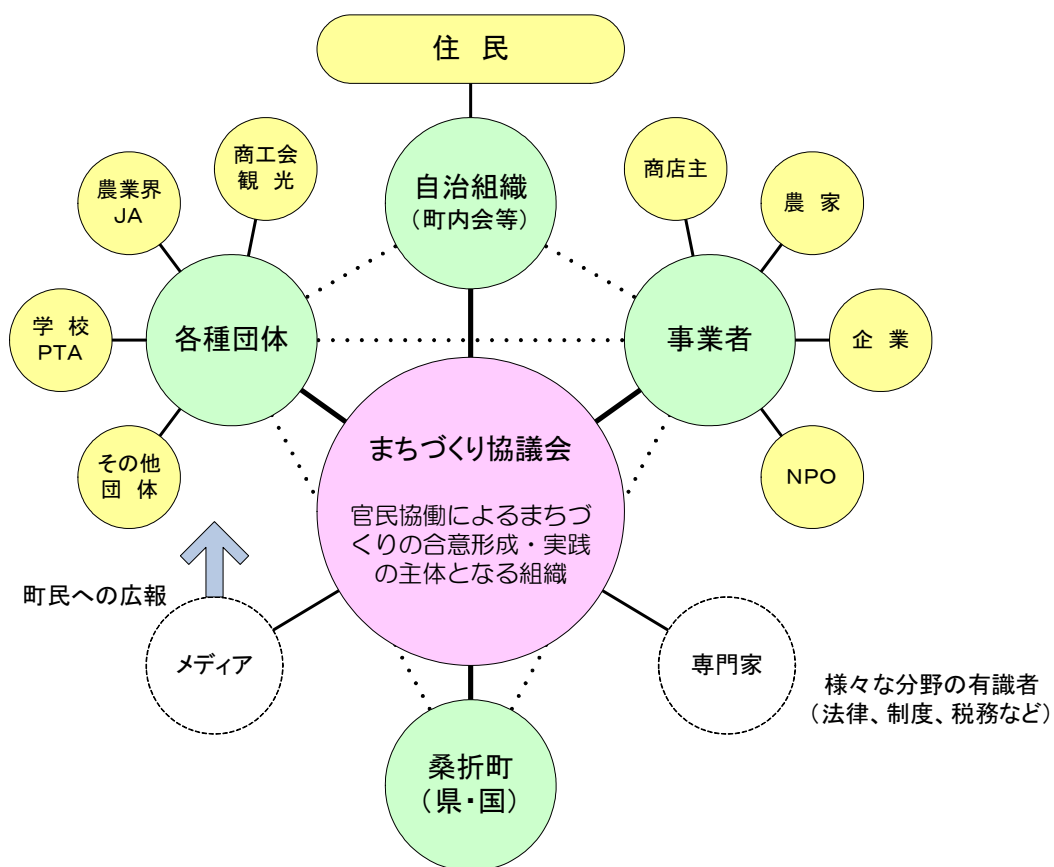 住 民
商工会
観 光
農業界
JA
自治組織
（町内会等）
商店主
農 家
学 校
PTA
各種団体
事業者
企 業
その他
団 体
まちづくり協議会
官民協働によるまちづ
くりの合意形成・実践
の主体となる組織
NPO
町民への広報
メディア
専門家
様々な分野の有識者
（法律、制度、税務など）
桑折町
（県・国）